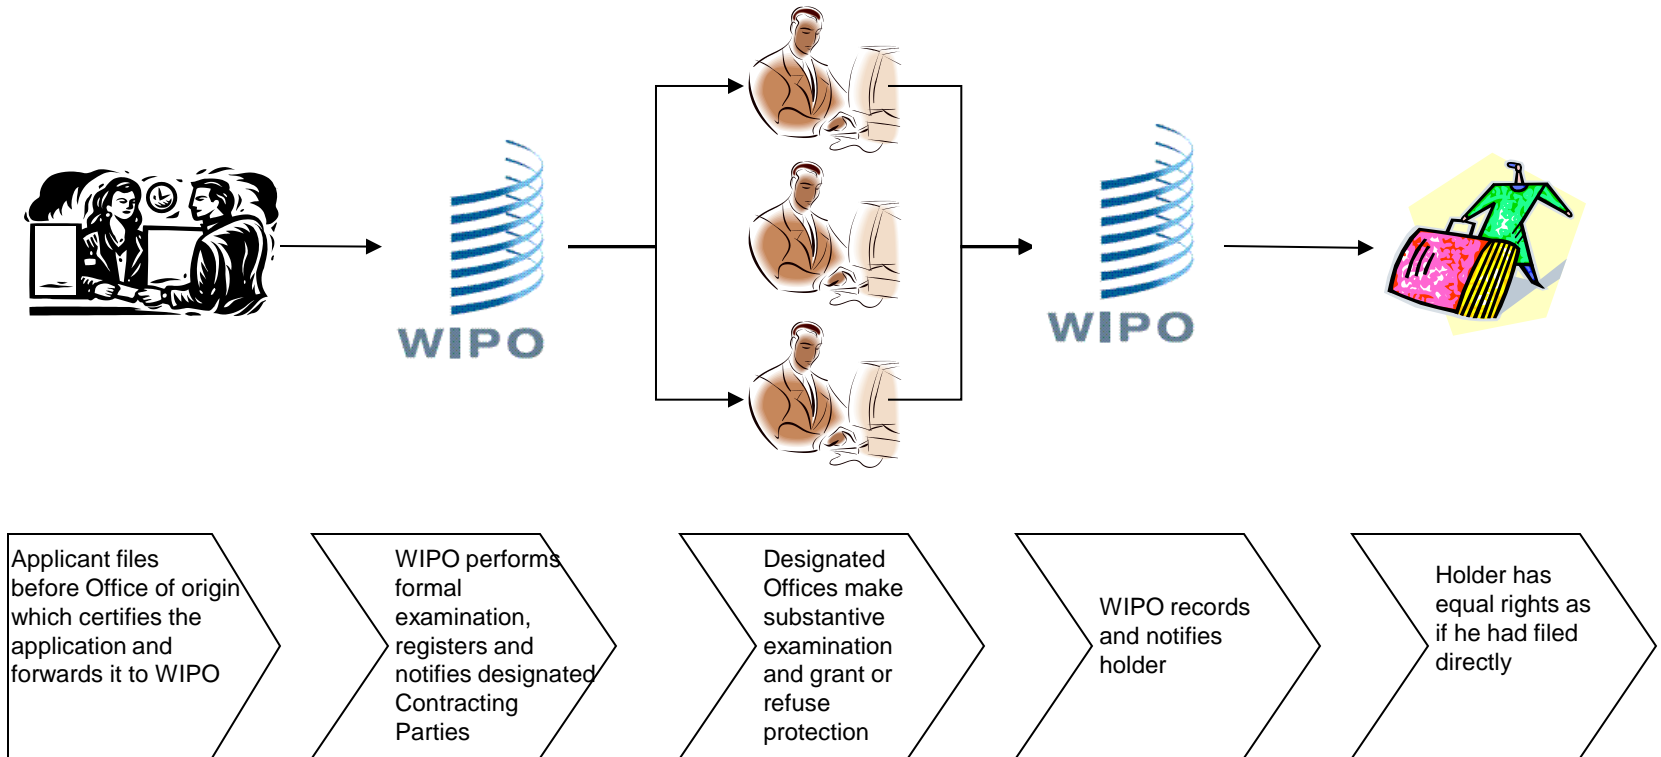 WIPO
WIPO
Applicant files
before Office of origin
which certifies the
application and
forwards it to WIPO
WIPO performs
formal
examination,
registers and
notifies designated
Contracting
Parties
Designated
Offices make
substantive
examination
and grant or
refuse
protection
WIPO records
and notifies
holder
Holder has
equal rights as
if he had filed
directly